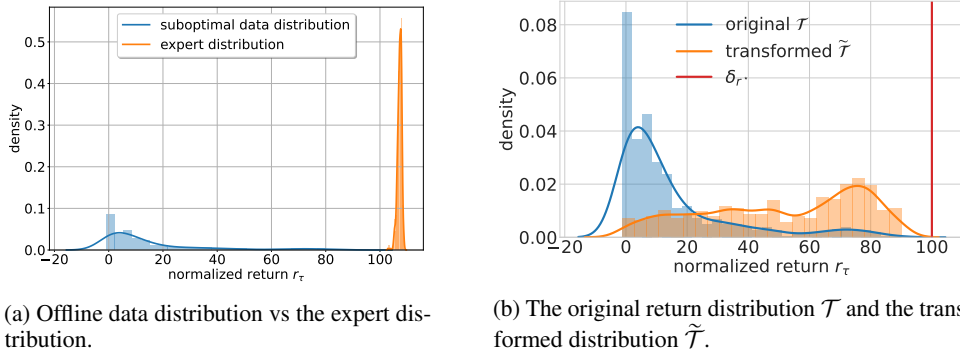 suboptimal data distribution
expert distribution
density
0.5
0.4
0.3
0.2
0.1
0.0
−20 0 20 40 60 80 100
normalized return r_τ
(a) Offline data distribution vs the expert dis-
tribution.
original 𝒯
transformed 𝒯̃
δ_r*
density
0.08
0.06
0.04
0.02
0.00
−20 0 20 40 60 80 100
normalized return r_τ
(b) The original return distribution 𝒯 and the trans
formed distribution 𝒯̃.